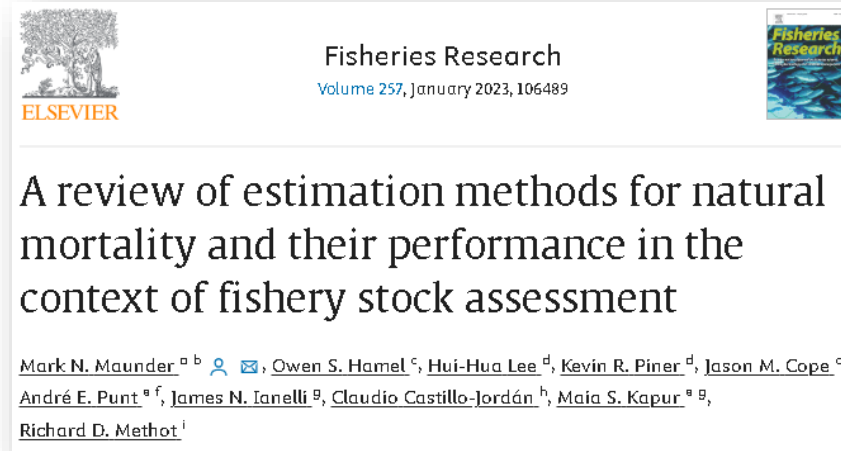 ELSEVIER
Fisheries Research
Volume 257, January 2023, 106489
Fisheries
Research
A review of estimation methods for natural
mortality and their performance in the
context of fishery stock assessment
Mark N. Maunder a b, Owen S. Hamel c, Hui-Hua Lee d, Kevin R. Piner d, Jason M. Cope c
André E. Punt e f, James N. Ianelli g, Claudio Castillo-Jordán h, Maia S. Kapur e g,
Richard D. Methot i